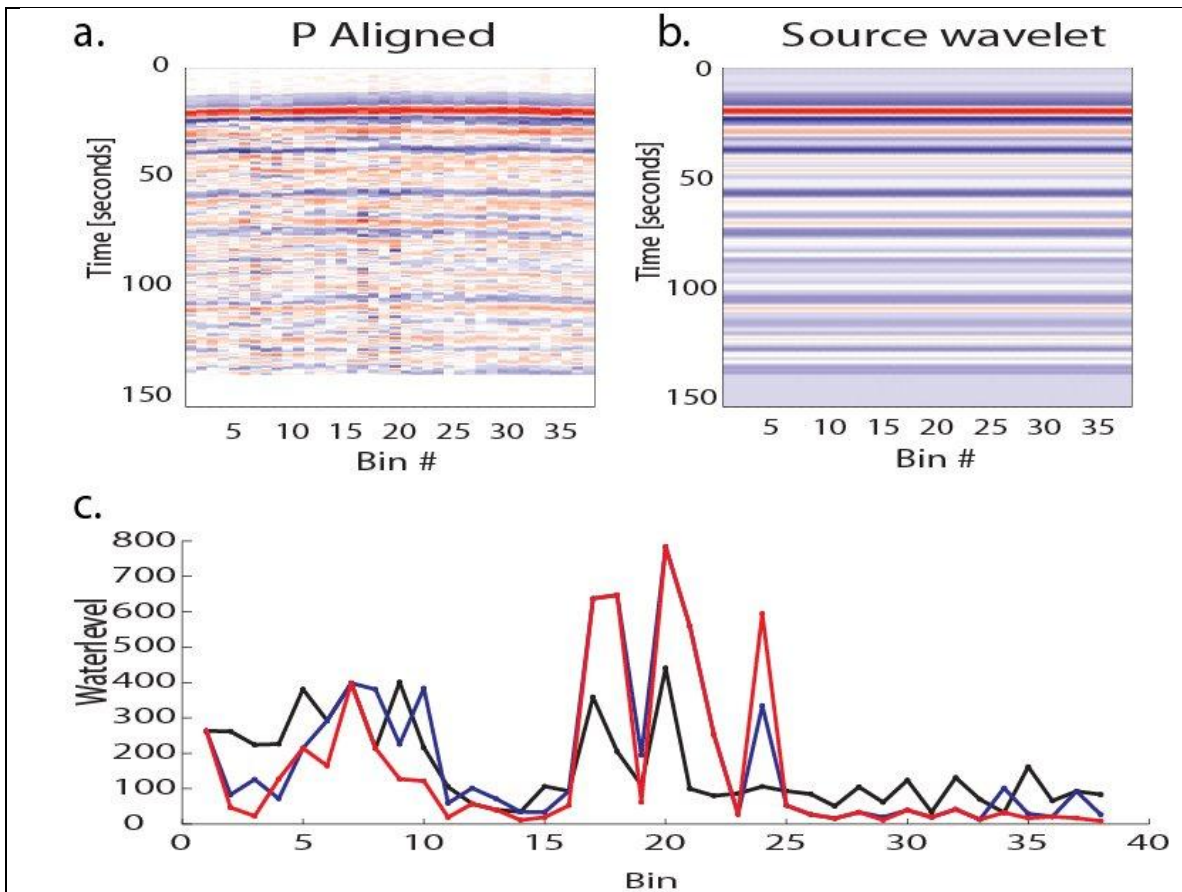 a. P Aligned
b. Source wavelet
0
50
100
150
Time [seconds]
5 10 15 20 25 30 35
Bin #
0
50
100
150
Time [seconds]
5 10 15 20 25 30 35
Bin #
c.
800
700
600
500
400
300
200
100
0
Waterlevel
0 5 10 15 20 25 30 35 40
Bin